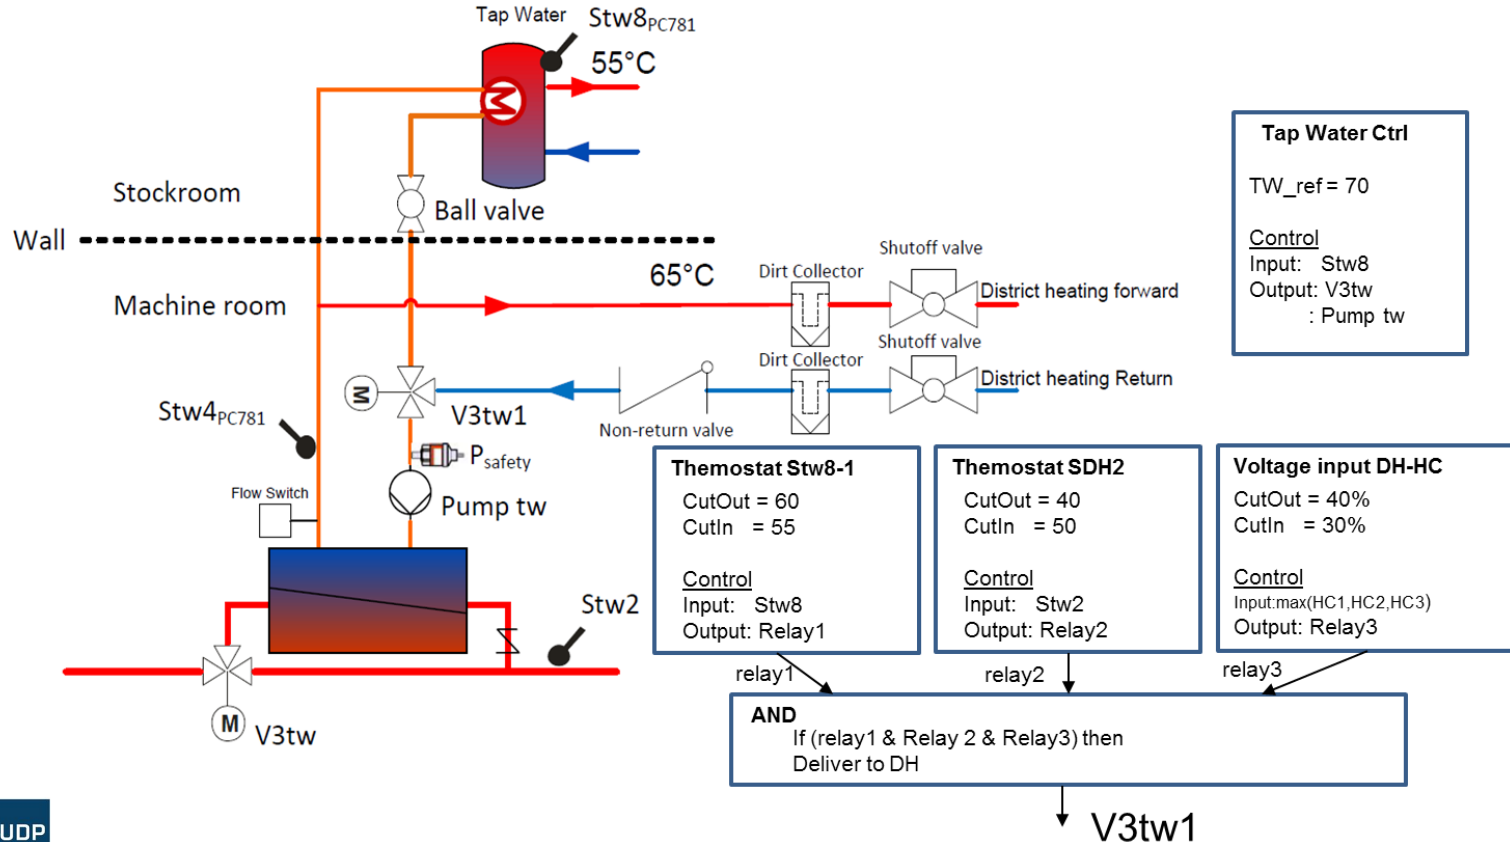 Tap Water
Stw8PC781
55°C
Stockroom
Ball valve
Wall
65°C
Machine room
Dirt Collector
Shutoff valve
District heating forward
Shutoff valve
Dirt Collector
District heating Return
Non-return valve
M
V3tw1
Stw4PC781
Psafety
Flow Switch
Pump tw
Stw2
M
V3tw
Tap Water Ctrl
TW_ref = 70
Control
Input: Stw8
Output: V3tw
: Pump tw
Themostat Stw8-1
CutOut = 60
CutIn = 55
Control
Input: Stw8
Output: Relay1
Themostat SDH2
CutOut = 40
CutIn = 50
Control
Input: Stw2
Output: Relay2
Voltage input DH-HC
CutOut = 40%
CutIn = 30%
Control
Input:max(HC1,HC2,HC3)
Output: Relay3
relay1
relay2
relay3
AND
If (relay1 & Relay 2 & Relay3) then
Deliver to DH
V3tw1
UDP